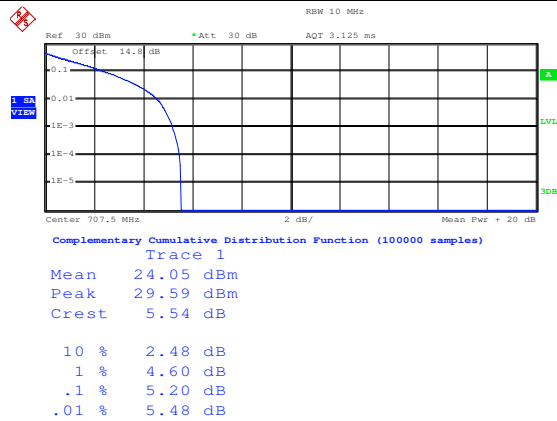 RBW 10 MHz
Ref 30 dBm *Att 30 dB AQT 3.125 ms
Offset 14.8 dB
0.1
A
0.01
1 SA
VIEW
1E-3
LVL
1E-4
1E-5
3DB
Center 707.5 MHz 2 dB/ Mean Pwr + 20 dB
Complementary Cumulative Distribution Function (100000 samples)
Trace 1
Mean 24.05 dBm
Peak 29.59 dBm
Crest 5.54 dB
10 % 2.48 dB
1 % 4.60 dB
.1 % 5.20 dB
.01 % 5.48 dB